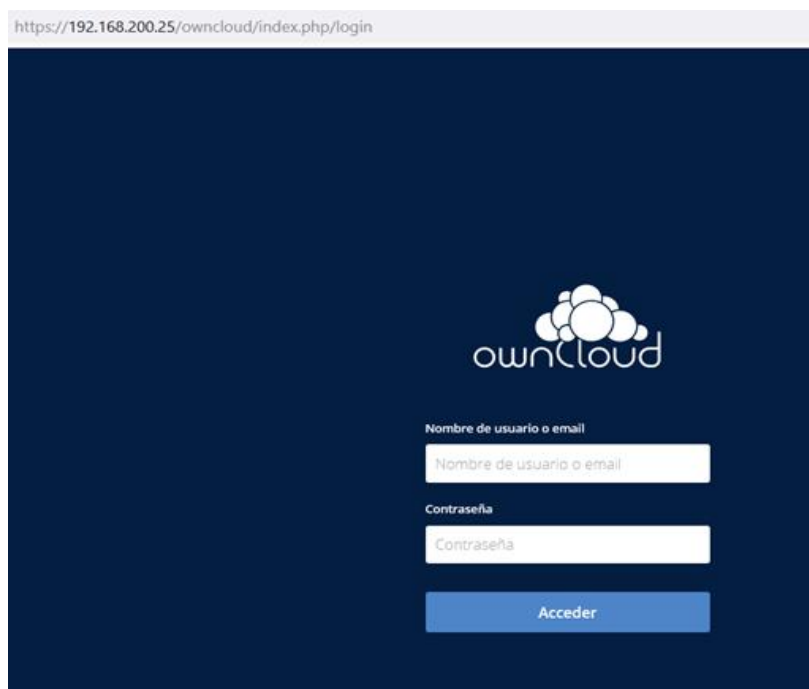 https://192.168.200.25/owncloud/index.php/login
ownCloud
Nombre de usuario o email
Nombre de usuario o email
Contraseña
Contraseña
Acceder